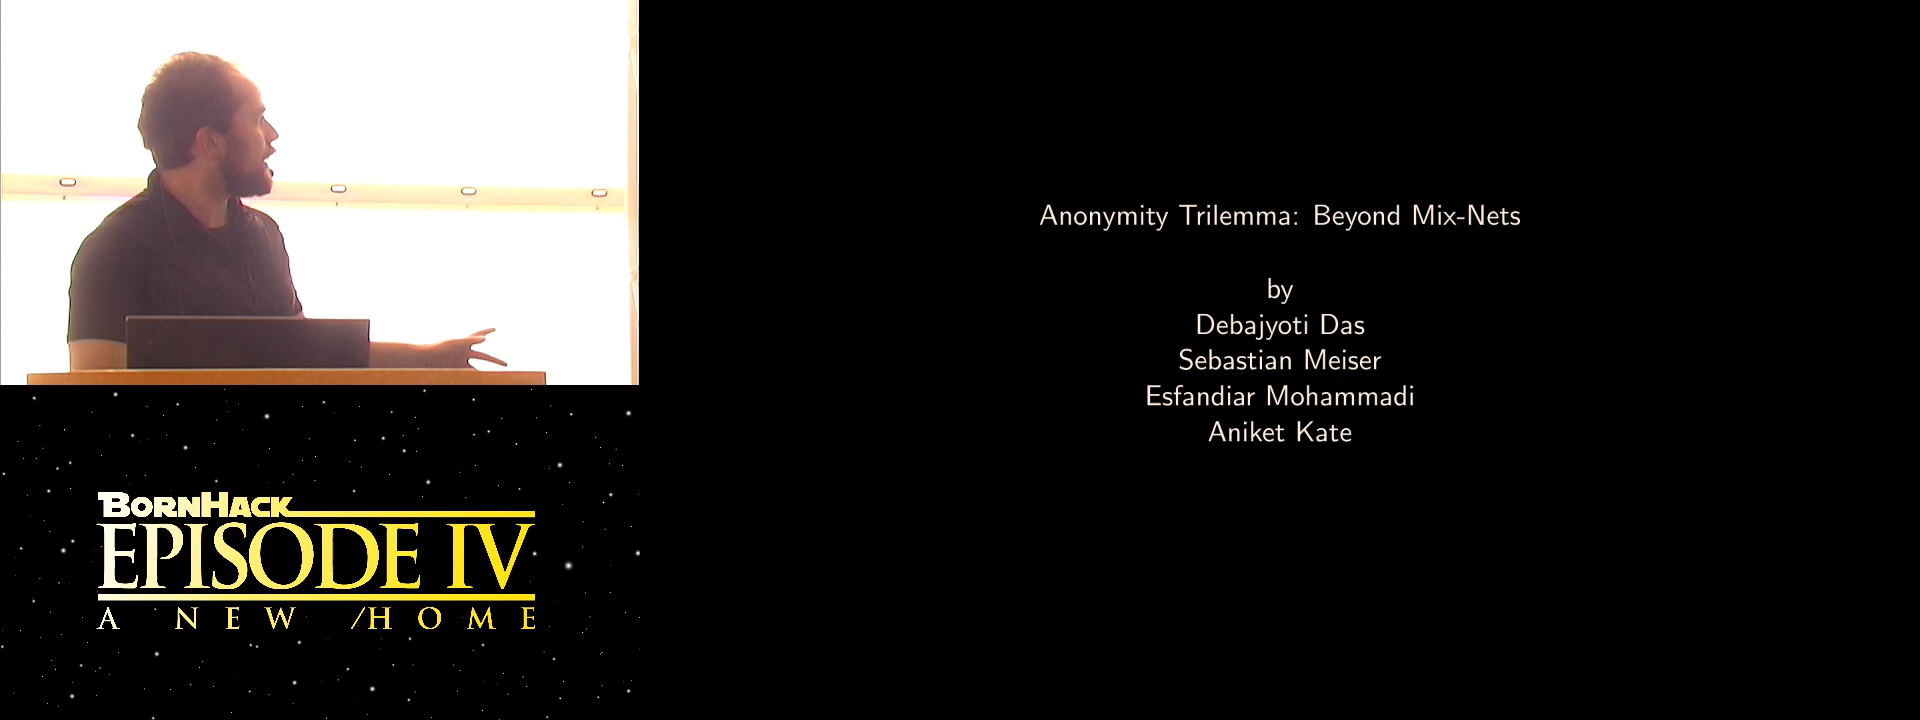 BORNHACK
EPISODE IV
A NEW /HOME
Anonymity Trilemma: Beyond Mix-Nets
by
Debajyoti Das
Sebastian Meiser
Esfandiar Mohammadi
Aniket Kate